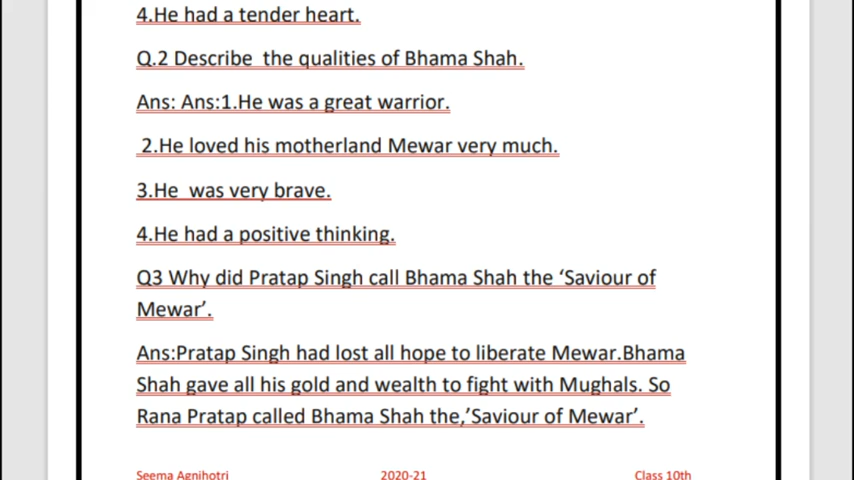 4.He had a tender heart.
Q.2 Describe  the qualities of Bhama Shah.
Ans: Ans:1.He was a great warrior.
2.He loved his motherland Mewar very much.
3.He  was very brave.
4.He had a positive thinking.
Q3 Why did Pratap Singh call Bhama Shah the ‘Saviour of
Mewar’.
Ans:Pratap Singh had lost all hope to liberate Mewar.Bhama
Shah gave all his gold and wealth to fight with Mughals. So
Rana Pratap called Bhama Shah the,’Saviour of Mewar’.
Seema Agnihotri 2020-21 Class 10th